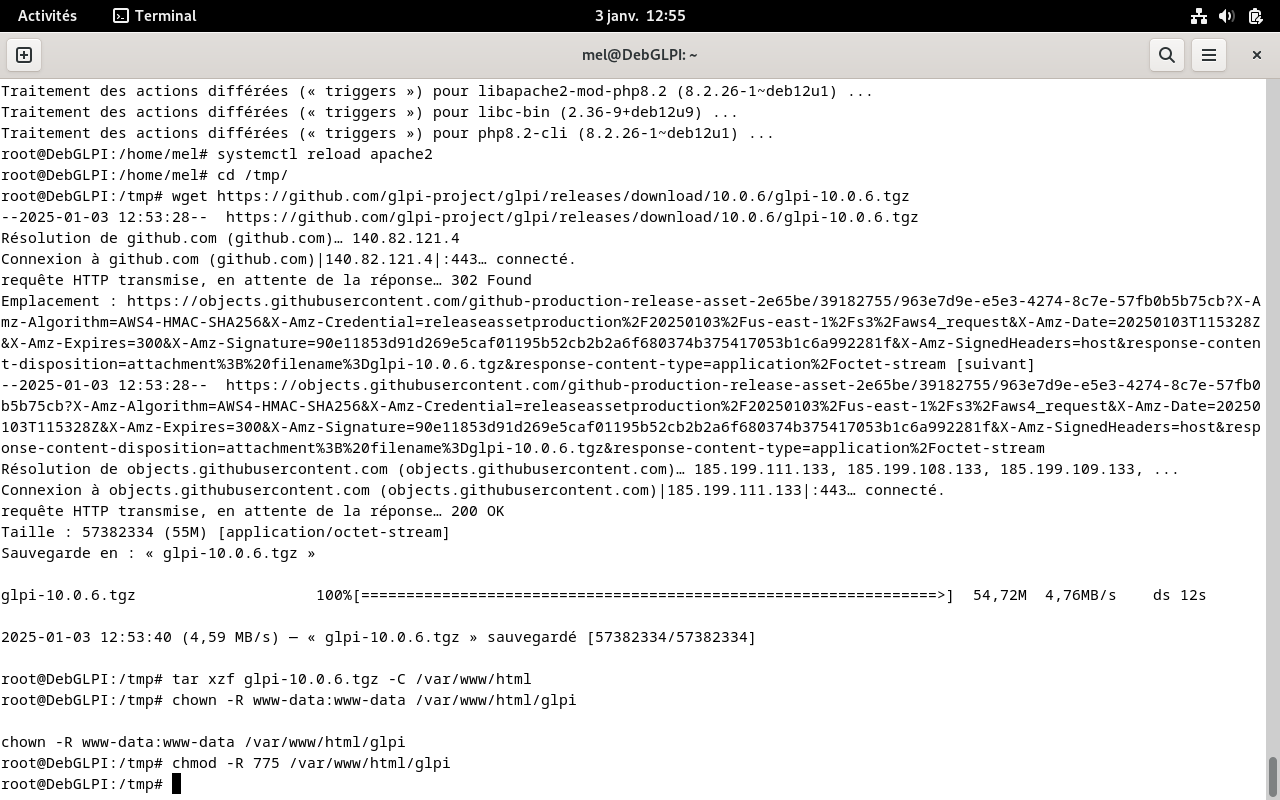 Activités
Terminal
3 janv. 12:55
mel@DebGLPI: ~
Traitement des actions différées (« triggers ») pour libapache2-mod-php8.2 (8.2.26-1~deb12u1) ...
Traitement des actions différées (« triggers ») pour libc-bin (2.36-9+deb12u9) ...
Traitement des actions différées (« triggers ») pour php8.2-cli (8.2.26-1~deb12u1) ...
root@DebGLPI:/home/mel# systemctl reload apache2
root@DebGLPI:/home/mel# cd /tmp/
root@DebGLPI:/tmp# wget https://github.com/glpi-project/glpi/releases/download/10.0.6/glpi-10.0.6.tgz
--2025-01-03 12:53:28--  https://github.com/glpi-project/glpi/releases/download/10.0.6/glpi-10.0.6.tgz
Résolution de github.com (github.com)… 140.82.121.4
Connexion à github.com (github.com)|140.82.121.4|:443… connecté.
requête HTTP transmise, en attente de la réponse… 302 Found
Emplacement : https://objects.githubusercontent.com/github-production-release-asset-2e65be/39182755/963e7d9e-e5e3-4274-8c7e-57fb0b5b75cb?X-A
mz-Algorithm=AWS4-HMAC-SHA256&X-Amz-Credential=releaseassetproduction%2F20250103%2Fus-east-1%2Fs3%2Faws4_request&X-Amz-Date=20250103T115328Z
&X-Amz-Expires=300&X-Amz-Signature=90e11853d91d269e5caf01195b52cb2b2a6f680374b375417053b1c6a992281f&X-Amz-SignedHeaders=host&response-conten
t-disposition=attachment%3B%20filename%3Dglpi-10.0.6.tgz&response-content-type=application%2Foctet-stream [suivant]
--2025-01-03 12:53:28--  https://objects.githubusercontent.com/github-production-release-asset-2e65be/39182755/963e7d9e-e5e3-4274-8c7e-57fb0
b5b75cb?X-Amz-Algorithm=AWS4-HMAC-SHA256&X-Amz-Credential=releaseassetproduction%2F20250103%2Fus-east-1%2Fs3%2Faws4_request&X-Amz-Date=20250
103T115328Z&X-Amz-Expires=300&X-Amz-Signature=90e11853d91d269e5caf01195b52cb2b2a6f680374b375417053b1c6a992281f&X-Amz-SignedHeaders=host&resp
onse-content-disposition=attachment%3B%20filename%3Dglpi-10.0.6.tgz&response-content-type=application%2Foctet-stream
Résolution de objects.githubusercontent.com (objects.githubusercontent.com)… 185.199.111.133, 185.199.108.133, 185.199.109.133, ...
Connexion à objects.githubusercontent.com (objects.githubusercontent.com)|185.199.111.133|:443… connecté.
requête HTTP transmise, en attente de la réponse… 200 OK
Taille : 57382334 (55M) [application/octet-stream]
Sauvegarde en : « glpi-10.0.6.tgz »
glpi-10.0.6.tgz                    100%[================================================================>]  54,72M  4,76MB/s    ds 12s
2025-01-03 12:53:40 (4,59 MB/s) — « glpi-10.0.6.tgz » sauvegardé [57382334/57382334]
root@DebGLPI:/tmp# tar xzf glpi-10.0.6.tgz -C /var/www/html
root@DebGLPI:/tmp# chown -R www-data:www-data /var/www/html/glpi
chown -R www-data:www-data /var/www/html/glpi
root@DebGLPI:/tmp# chmod -R 775 /var/www/html/glpi
root@DebGLPI:/tmp#